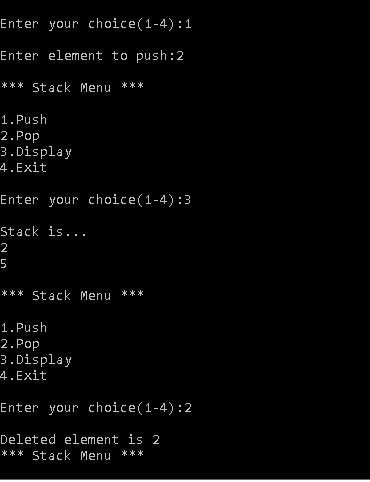 Enter your choice(1-4):1
Enter element to push:2
*** Stack Menu ***
1.Push
2.Pop
3.Display
4.Exit
Enter your choice(1-4):3
Stack is...
2
5
*** Stack Menu ***
1.Push
2.Pop
3.Display
4.Exit
Enter your choice(1-4):2
Deleted element is 2
*** Stack Menu ***